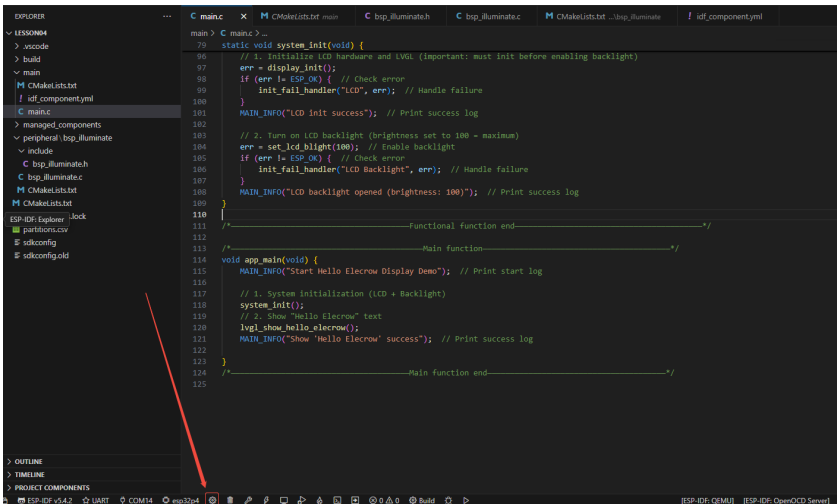 EXPLORER
LESSON04
.vscode
build
main
CMakeLists.txt
idf_component.yml
main.c
managed_components
peripheral \ bsp_illuminate
include
bsp_illuminate.h
bsp_illuminate.c
CMakeLists.txt
CMakeLists.txt
ESP-IDF: Explorer .lock
partitions.csv
sdkconfig
sdkconfig.old
OUTLINE
TIMELINE
PROJECT COMPONENTS
C main.c × M CMakeLists.txt main C bsp_illuminate.h C bsp_illuminate.c M CMakeLists.txt ...\bsp_illuminate ! idf_component.yml
main > C main.c > ...
79 static void system_init(void) {
96 // 1. Initialize LCD hardware and LVGL (important: must init before enabling backlight)
97 err = display_init();
98 if (err != ESP_OK) { // Check error
99 init_fail_handler("LCD", err); // Handle failure
100 }
101 MAIN_INFO("LCD init success"); // Print success log
102
103 // 2. Turn on LCD backlight (brightness set to 100 = maximum)
104 err = set_lcd_blight(100); // Enable backlight
105 if (err != ESP_OK) { // Check error
106 init_fail_handler("LCD Backlight", err); // Handle failure
107 }
108 MAIN_INFO("LCD backlight opened (brightness: 100)"); // Print success log
109 }
110
111 /*————————Functional function end————————*/
112
113 /*————————Main function————————*/
114 void app_main(void) {
115 MAIN_INFO("Start Hello Elecrow Display Demo"); // Print start log
116
117 // 1. System initialization (LCD + Backlight)
118 system_init();
119 // 2. Show "Hello Elecrow" text
120 lvgl_show_hello_elecrow();
121 MAIN_INFO("Show 'Hello Elecrow' success"); // Print success log
122
123 }
124 /*————————Main function end————————*/
125
ESP-IDF v5.4.2 UART COM14 esp32p4 0 0 Build [ESP-IDF: QEMU] [ESP-IDF: OpenOCD Server]